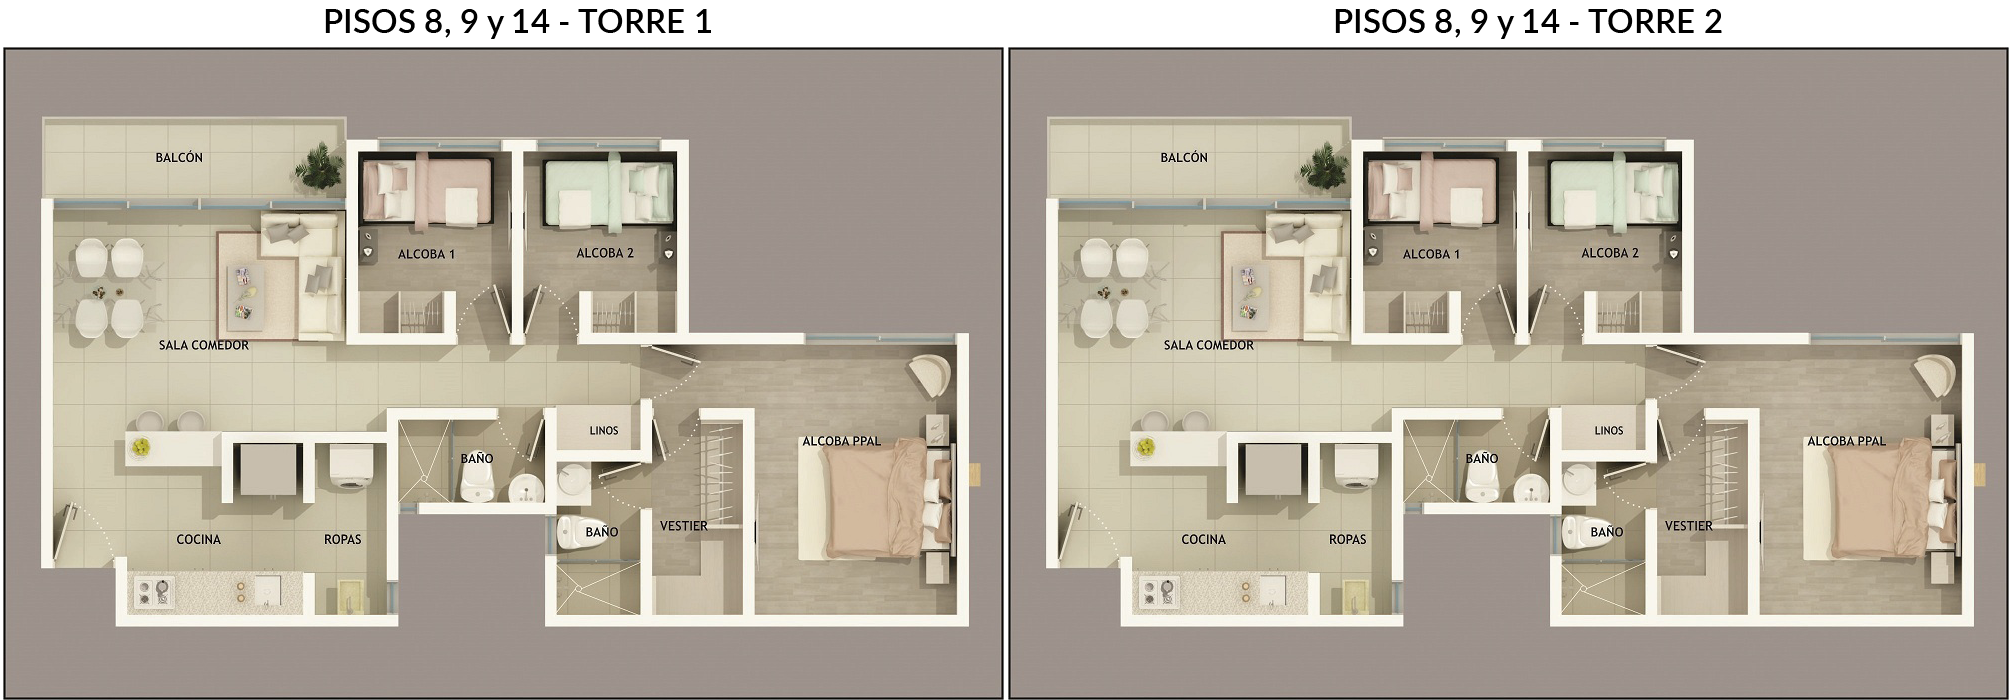 PISOS 8, 9 y 14 - TORRE 1
BALCÓN
ALCOBA 1
ALCOBA 2
SALA COMEDOR
LINOS
ALCOBA PPAL
BAÑO
VESTIER
BAÑO
COCINA
ROPAS
PISOS 8, 9 y 14 - TORRE 2
BALCÓN
ALCOBA 1
ALCOBA 2
SALA COMEDOR
LINOS
ALCOBA PPAL
BAÑO
VESTIER
BAÑO
COCINA
ROPAS